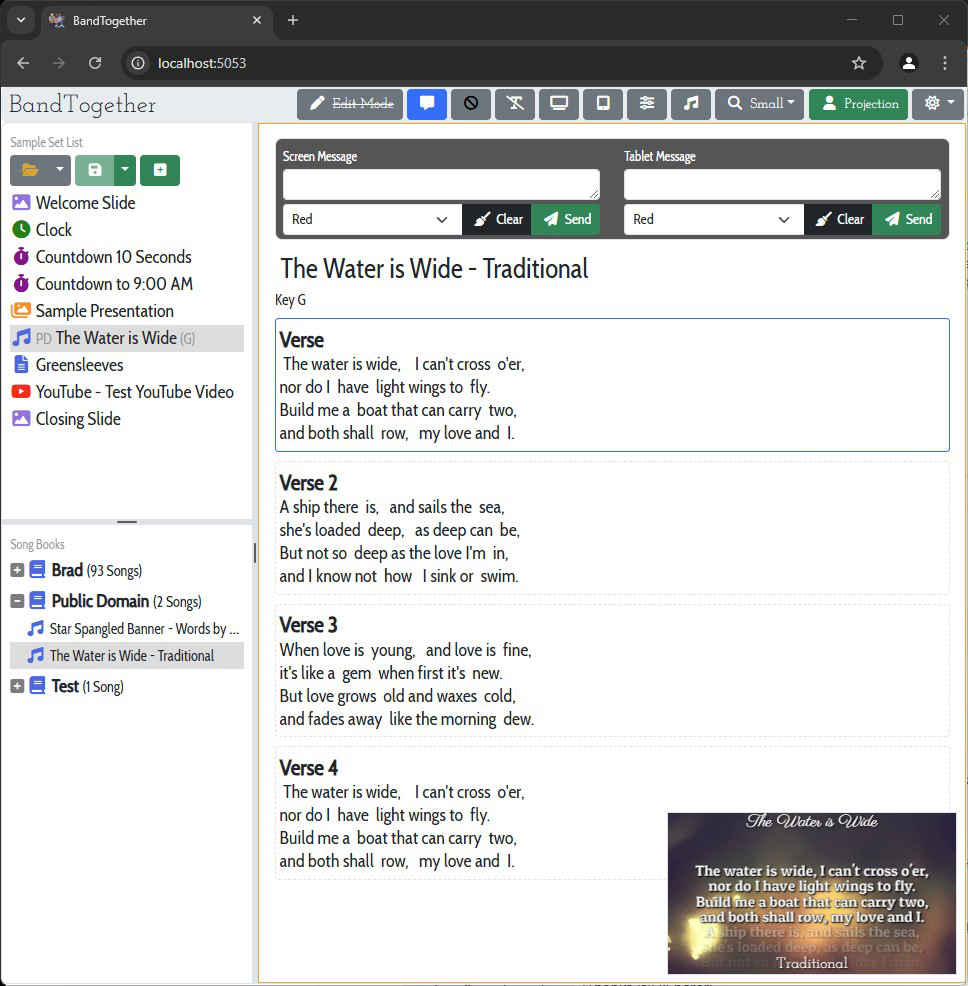 BandTogether
localhost:5053
BandTogether
Edit Mode
Small
Projection
Sample Set List
Welcome Slide
Clock
Countdown 10 Seconds
Countdown to 9:00 AM
Sample Presentation
PD The Water is Wide (G)
Greensleeves
YouTube - Test YouTube Video
Closing Slide
Song Books
Brad (93 Songs)
Public Domain (2 Songs)
Star Spangled Banner - Words by ...
The Water is Wide - Traditional
Test (1 Song)
Screen Message
Red
Clear
Send
Tablet Message
Red
Clear
Send
The Water is Wide - Traditional
Key G
Verse
The water is wide, I can't cross o'er,
nor do I have light wings to fly.
Build me a boat that can carry two,
and both shall row, my love and I.
Verse 2
A ship there is, and sails the sea,
she's loaded deep, as deep can be,
But not so deep as the love I'm in,
and I know not how I sink or swim.
Verse 3
When love is young, and love is fine,
it's like a gem when first it's new.
But love grows old and waxes cold,
and fades away like the morning dew.
Verse 4
The water is wide, I can't cross o'er,
nor do I have light wings to fly.
Build me a boat that can carry two,
and both shall row, my love and I.
The Water is Wide
The water is wide, I can't cross o'er,
nor do I have light wings to fly.
Build me a boat that can carry two,
and both shall row, my love and I.
A ship there is, and sails the sea,
she's loaded deep, as deep can be,
Traditional